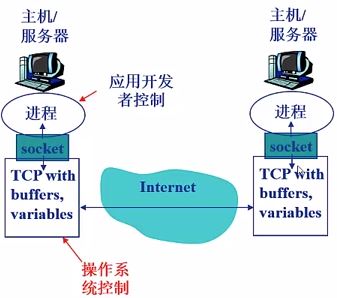 主机/
服务器
应用开发
者控制
进程
socket
TCP with
buffers,
variables
操作系
统控制
Internet
主机/
服务器
进程
socket
TCP with
buffers,
variables